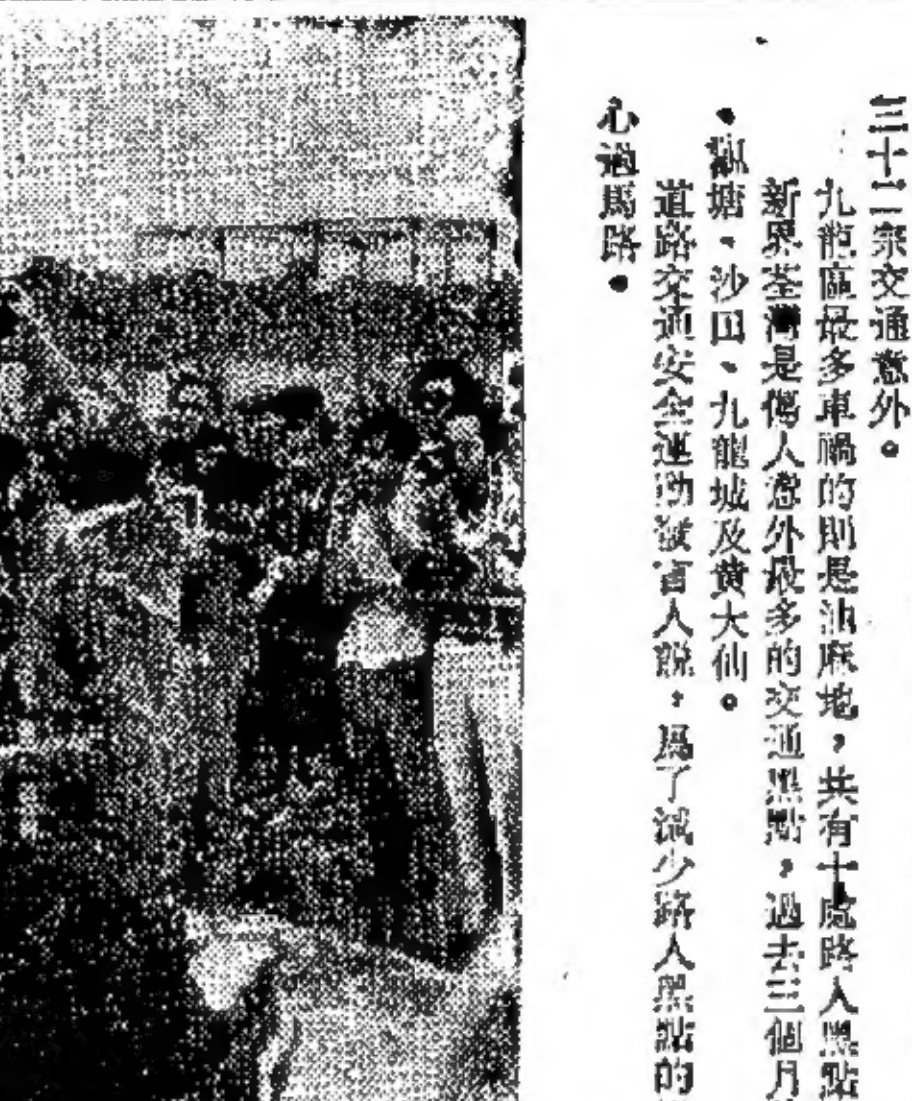 三十二宗交通意外。
九龍區最多車禍的則是油麻地，共有十處路人黑點
新界荃灣是傷人意外最多的交通黑點，過去三個月
、觀塘、沙田、九龍城及黄大仙。
道路交通安全運動發言人說，爲了減少路人黑點的
心過馬路。